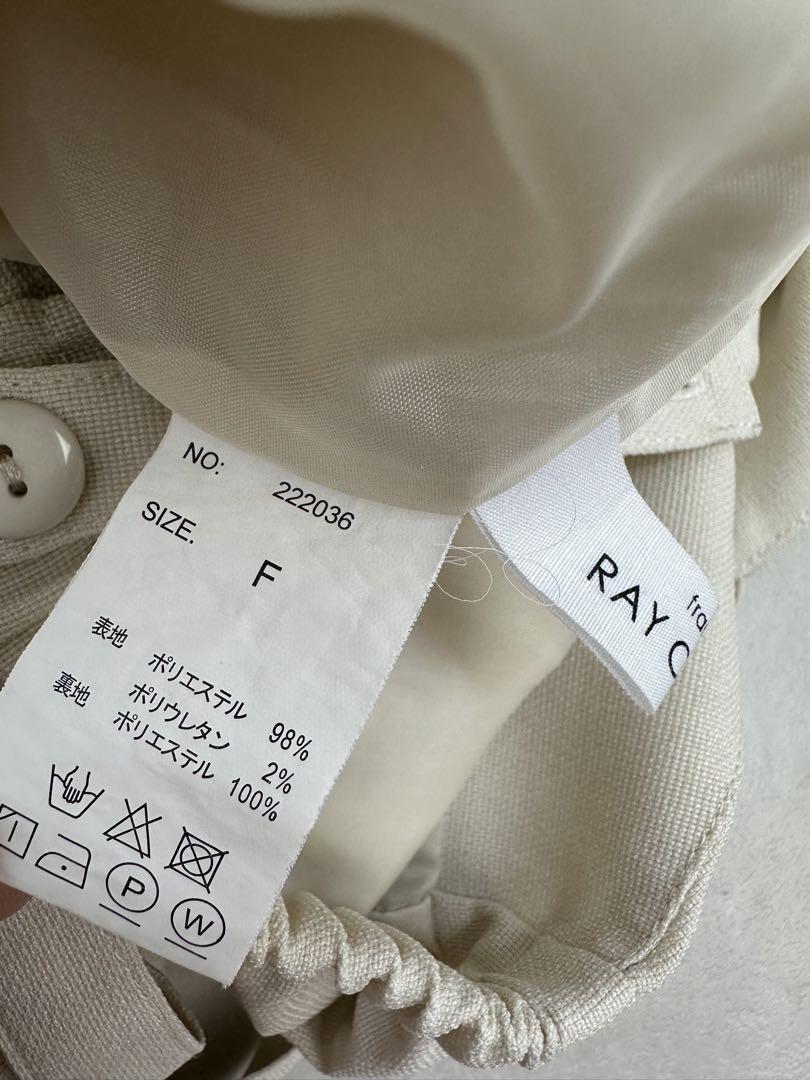 NO: 222036
SIZE. F
表地 ポリエステル 98%
ポリウレタン 2%
裏地 ポリエステル 100%
P
W
RAY